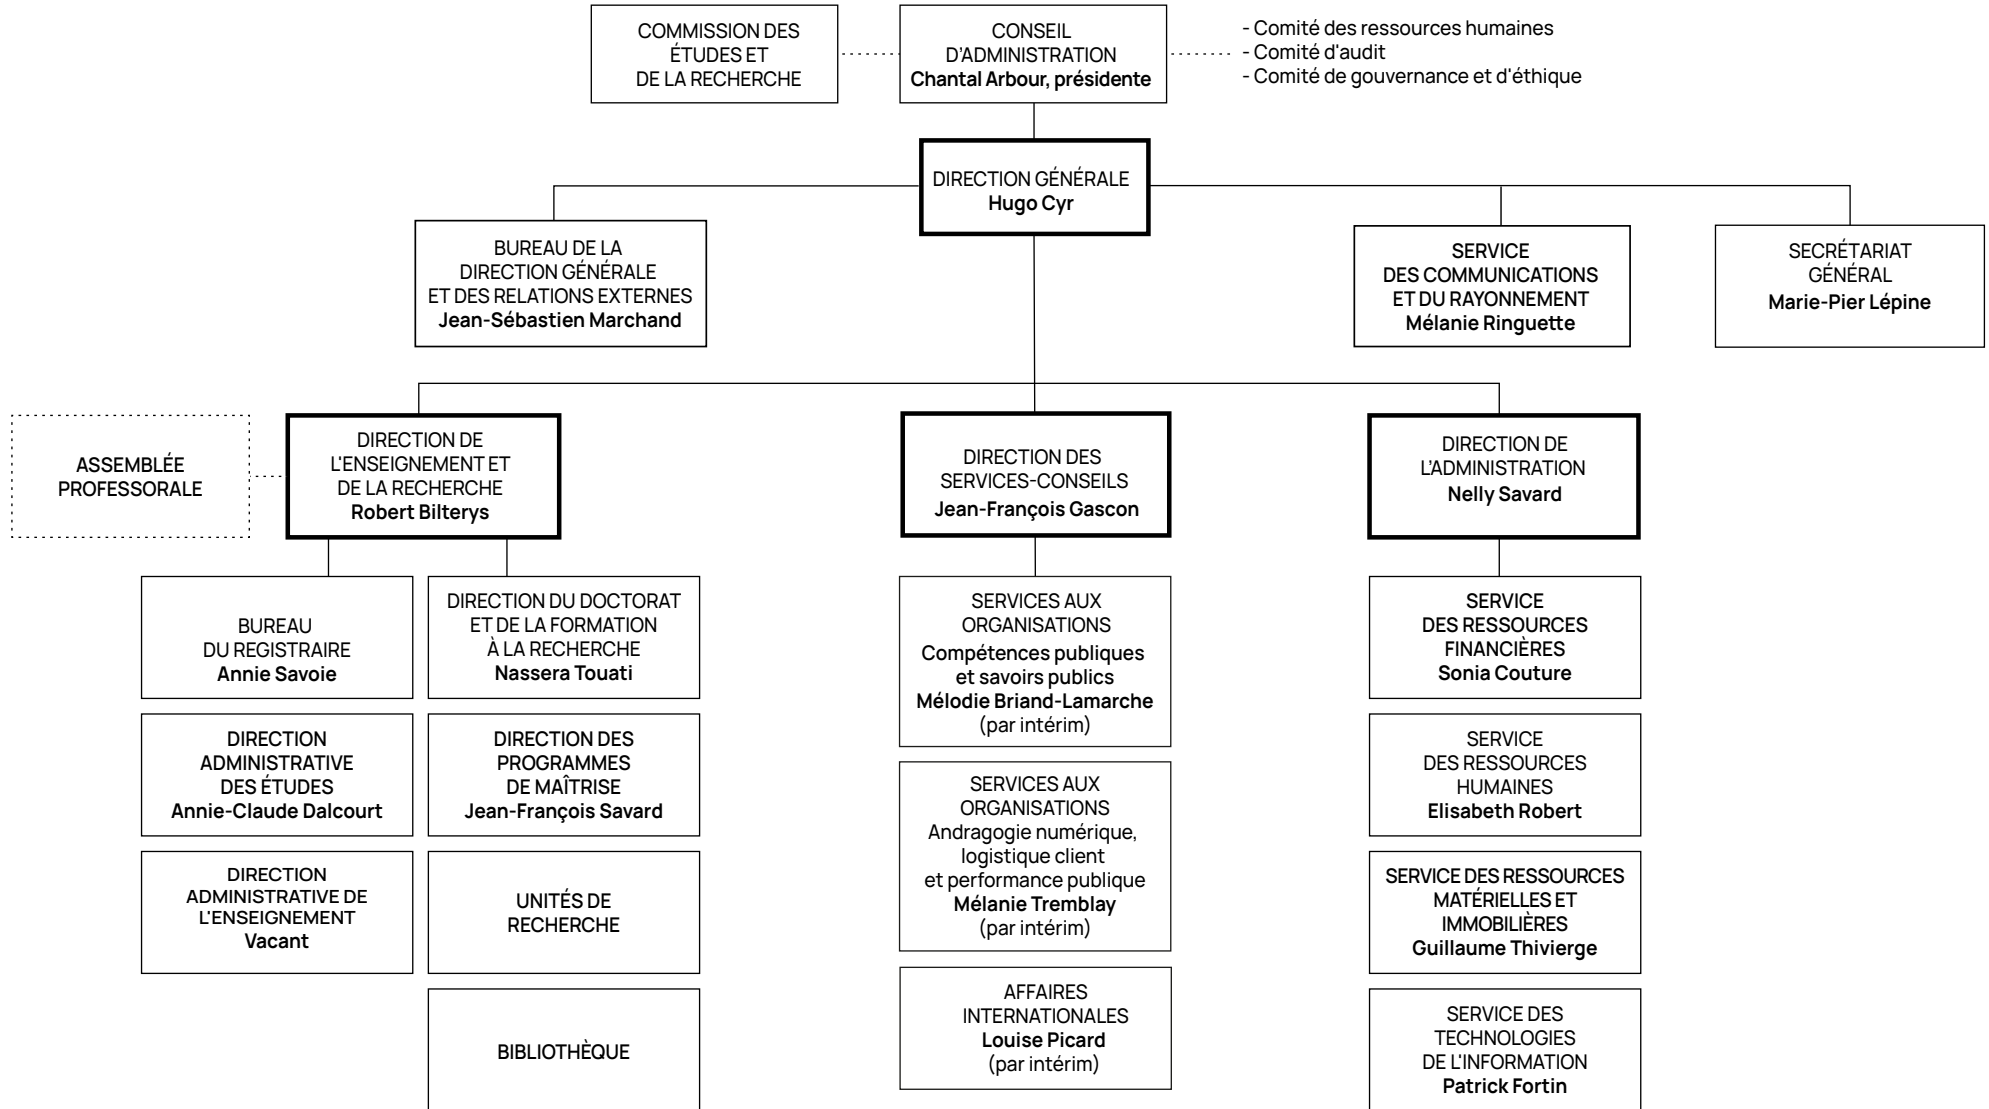 COMMISSION DES
ÉTUDES ET
DE LA RECHERCHE
CONSEIL
D'ADMINISTRATION
Chantal Arbour, présidente
- Comité des ressources humaines
- Comité d'audit
- Comité de gouvernance et d'éthique
DIRECTION GÉNÉRALE
Hugo Cyr
BUREAU DE LA
DIRECTION GÉNÉRALE
ET DES RELATIONS EXTERNES
Jean-Sébastien Marchand
SERVICE
DES COMMUNICATIONS
ET DU RAYONNEMENT
Mélanie Ringuette
SECRÉTARIAT
GÉNÉRAL
Marie-Pier Lépine
ASSEMBLÉE
PROFESSORALE
DIRECTION DE
L'ENSEIGNEMENT ET
DE LA RECHERCHE
Robert Bilterys
DIRECTION DES
SERVICES-CONSEILS
Jean-François Gascon
DIRECTION DE
L'ADMINISTRATION
Nelly Savard
BUREAU
DU REGISTRAIRE
Annie Savoie
DIRECTION DU DOCTORAT
ET DE LA FORMATION
À LA RECHERCHE
Nassera Touati
SERVICES AUX
ORGANISATIONS
Compétences publiques
et savoirs publics
Mélodie Briand-Lamarche
(par intérim)
SERVICE
DES RESSOURCES
FINANCIÈRES
Sonia Couture
DIRECTION
ADMINISTRATIVE
DES ÉTUDES
Annie-Claude Dalcourt
DIRECTION DES
PROGRAMMES
DE MAÎTRISE
Jean-François Savard
SERVICES AUX
ORGANISATIONS
Andragogie numérique,
logistique client
et performance publique
Mélanie Tremblay
(par intérim)
SERVICE
DES RESSOURCES
HUMAINES
Elisabeth Robert
DIRECTION
ADMINISTRATIVE DE
L'ENSEIGNEMENT
Vacant
UNITÉS DE
RECHERCHE
SERVICE DES RESSOURCES
MATÉRIELLES ET
IMMOBILIÈRES
Guillaume Thivierge
BIBLIOTHÈQUE
AFFAIRES
INTERNATIONALES
Louise Picard
(par intérim)
SERVICE DES
TECHNOLOGIES
DE L'INFORMATION
Patrick Fortin